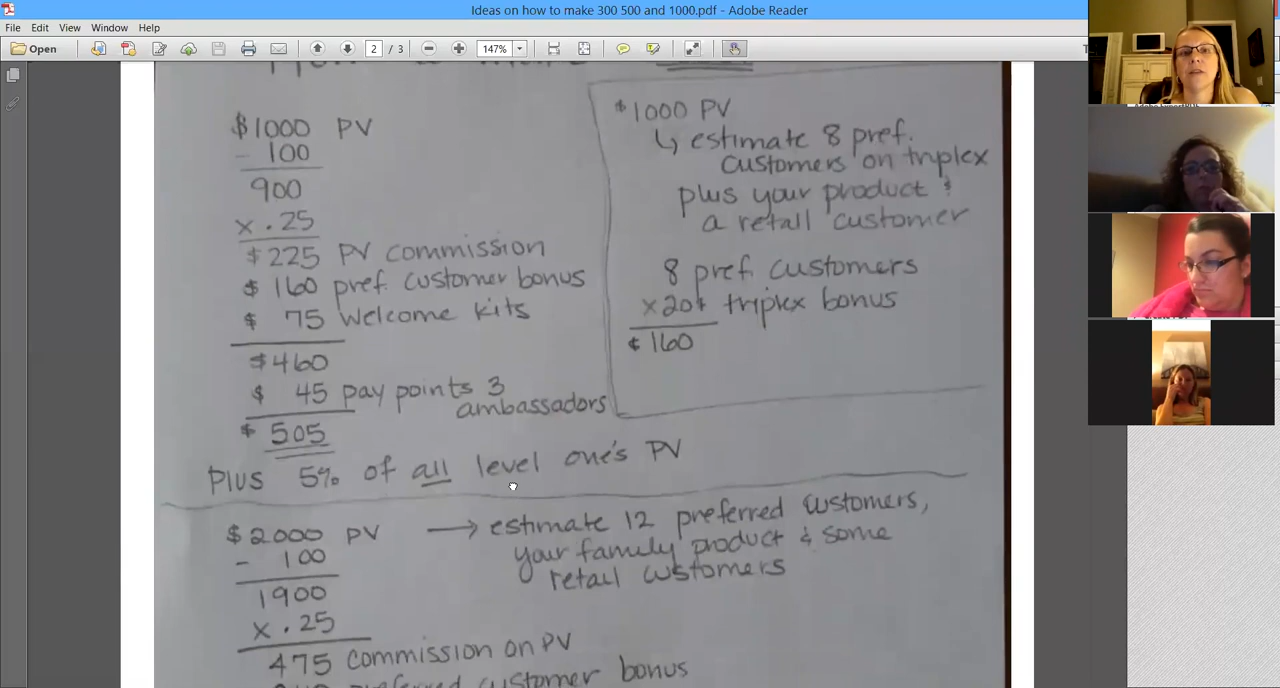 Ideas on how to make 300 500 and 1000.pdf - Adobe Reader
File Edit View Window Help
Open 2 / 3 147%
$1000 PV
- 100
900
x .25
$225 PV commission
$ 160 pref. customer bonus
$ 75 Welcome kits
$460
$ 45 pay points 3
ambassadors
$ 505
Plus 5% of all level one's PV
$1000 PV
↳ estimate 8 pref.
customers on triplex
plus your product &
a retail customer
8 pref. customers
x 20 triplex bonus
$ 160
$2000 PV → estimate 12 preferred customers,
your family product & some
retail customers
- 100
1900
x .25
475 Commission on PV
preferred customer bonus